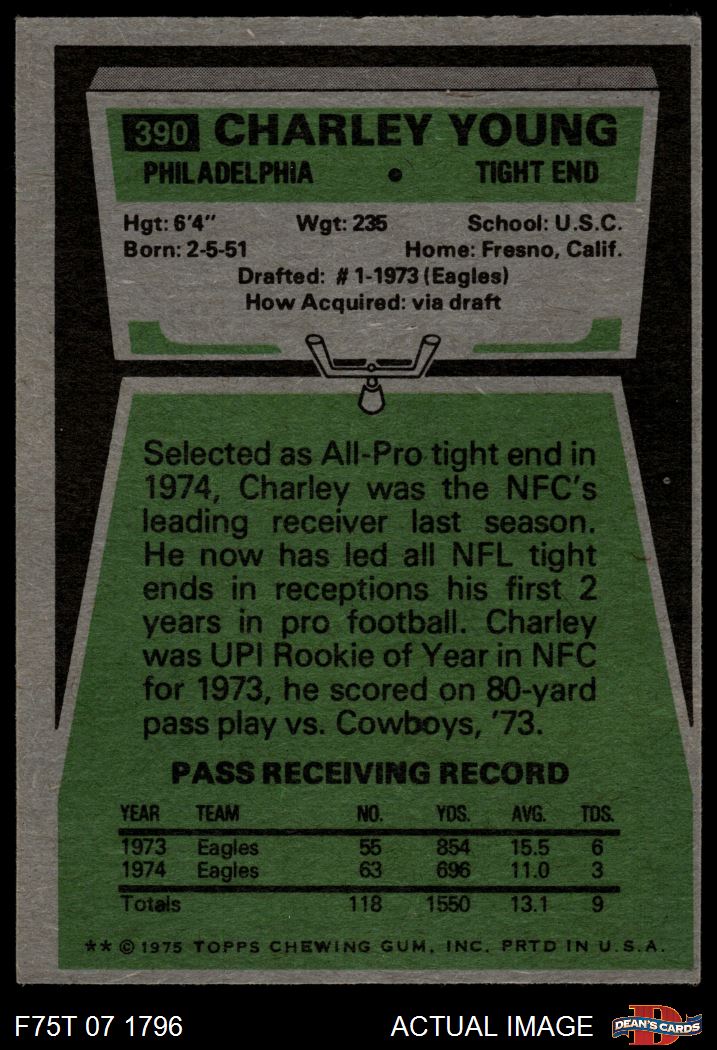 390 CHARLEY YOUNG
PHILADELPHIA • TIGHT END
Hgt: 6'4" Wgt: 235 School: U.S.C.
Born: 2-5-51 Home: Fresno, Calif.
Drafted: #1-1973 (Eagles)
How Acquired: via draft
Selected as All-Pro tight end in
1974, Charley was the NFC's
leading receiver last season.
He now has led all NFL tight
ends in receptions his first 2
years in pro football. Charley
was UPI Rookie of Year in NFC
for 1973, he scored on 80-yard
pass play vs. Cowboys, '73.
PASS RECEIVING RECORD
YEAR TEAM NO. YDS. AVG. TDS.
1973 Eagles 55 854 15.5 6
1974 Eagles 63 696 11.0 3
Totals 118 1550 13.1 9
** © 1975 TOPPS CHEWING GUM, INC. PRTD IN U.S.A.
F75T 07 1796 ACTUAL IMAGE D DEAN'S CARDS